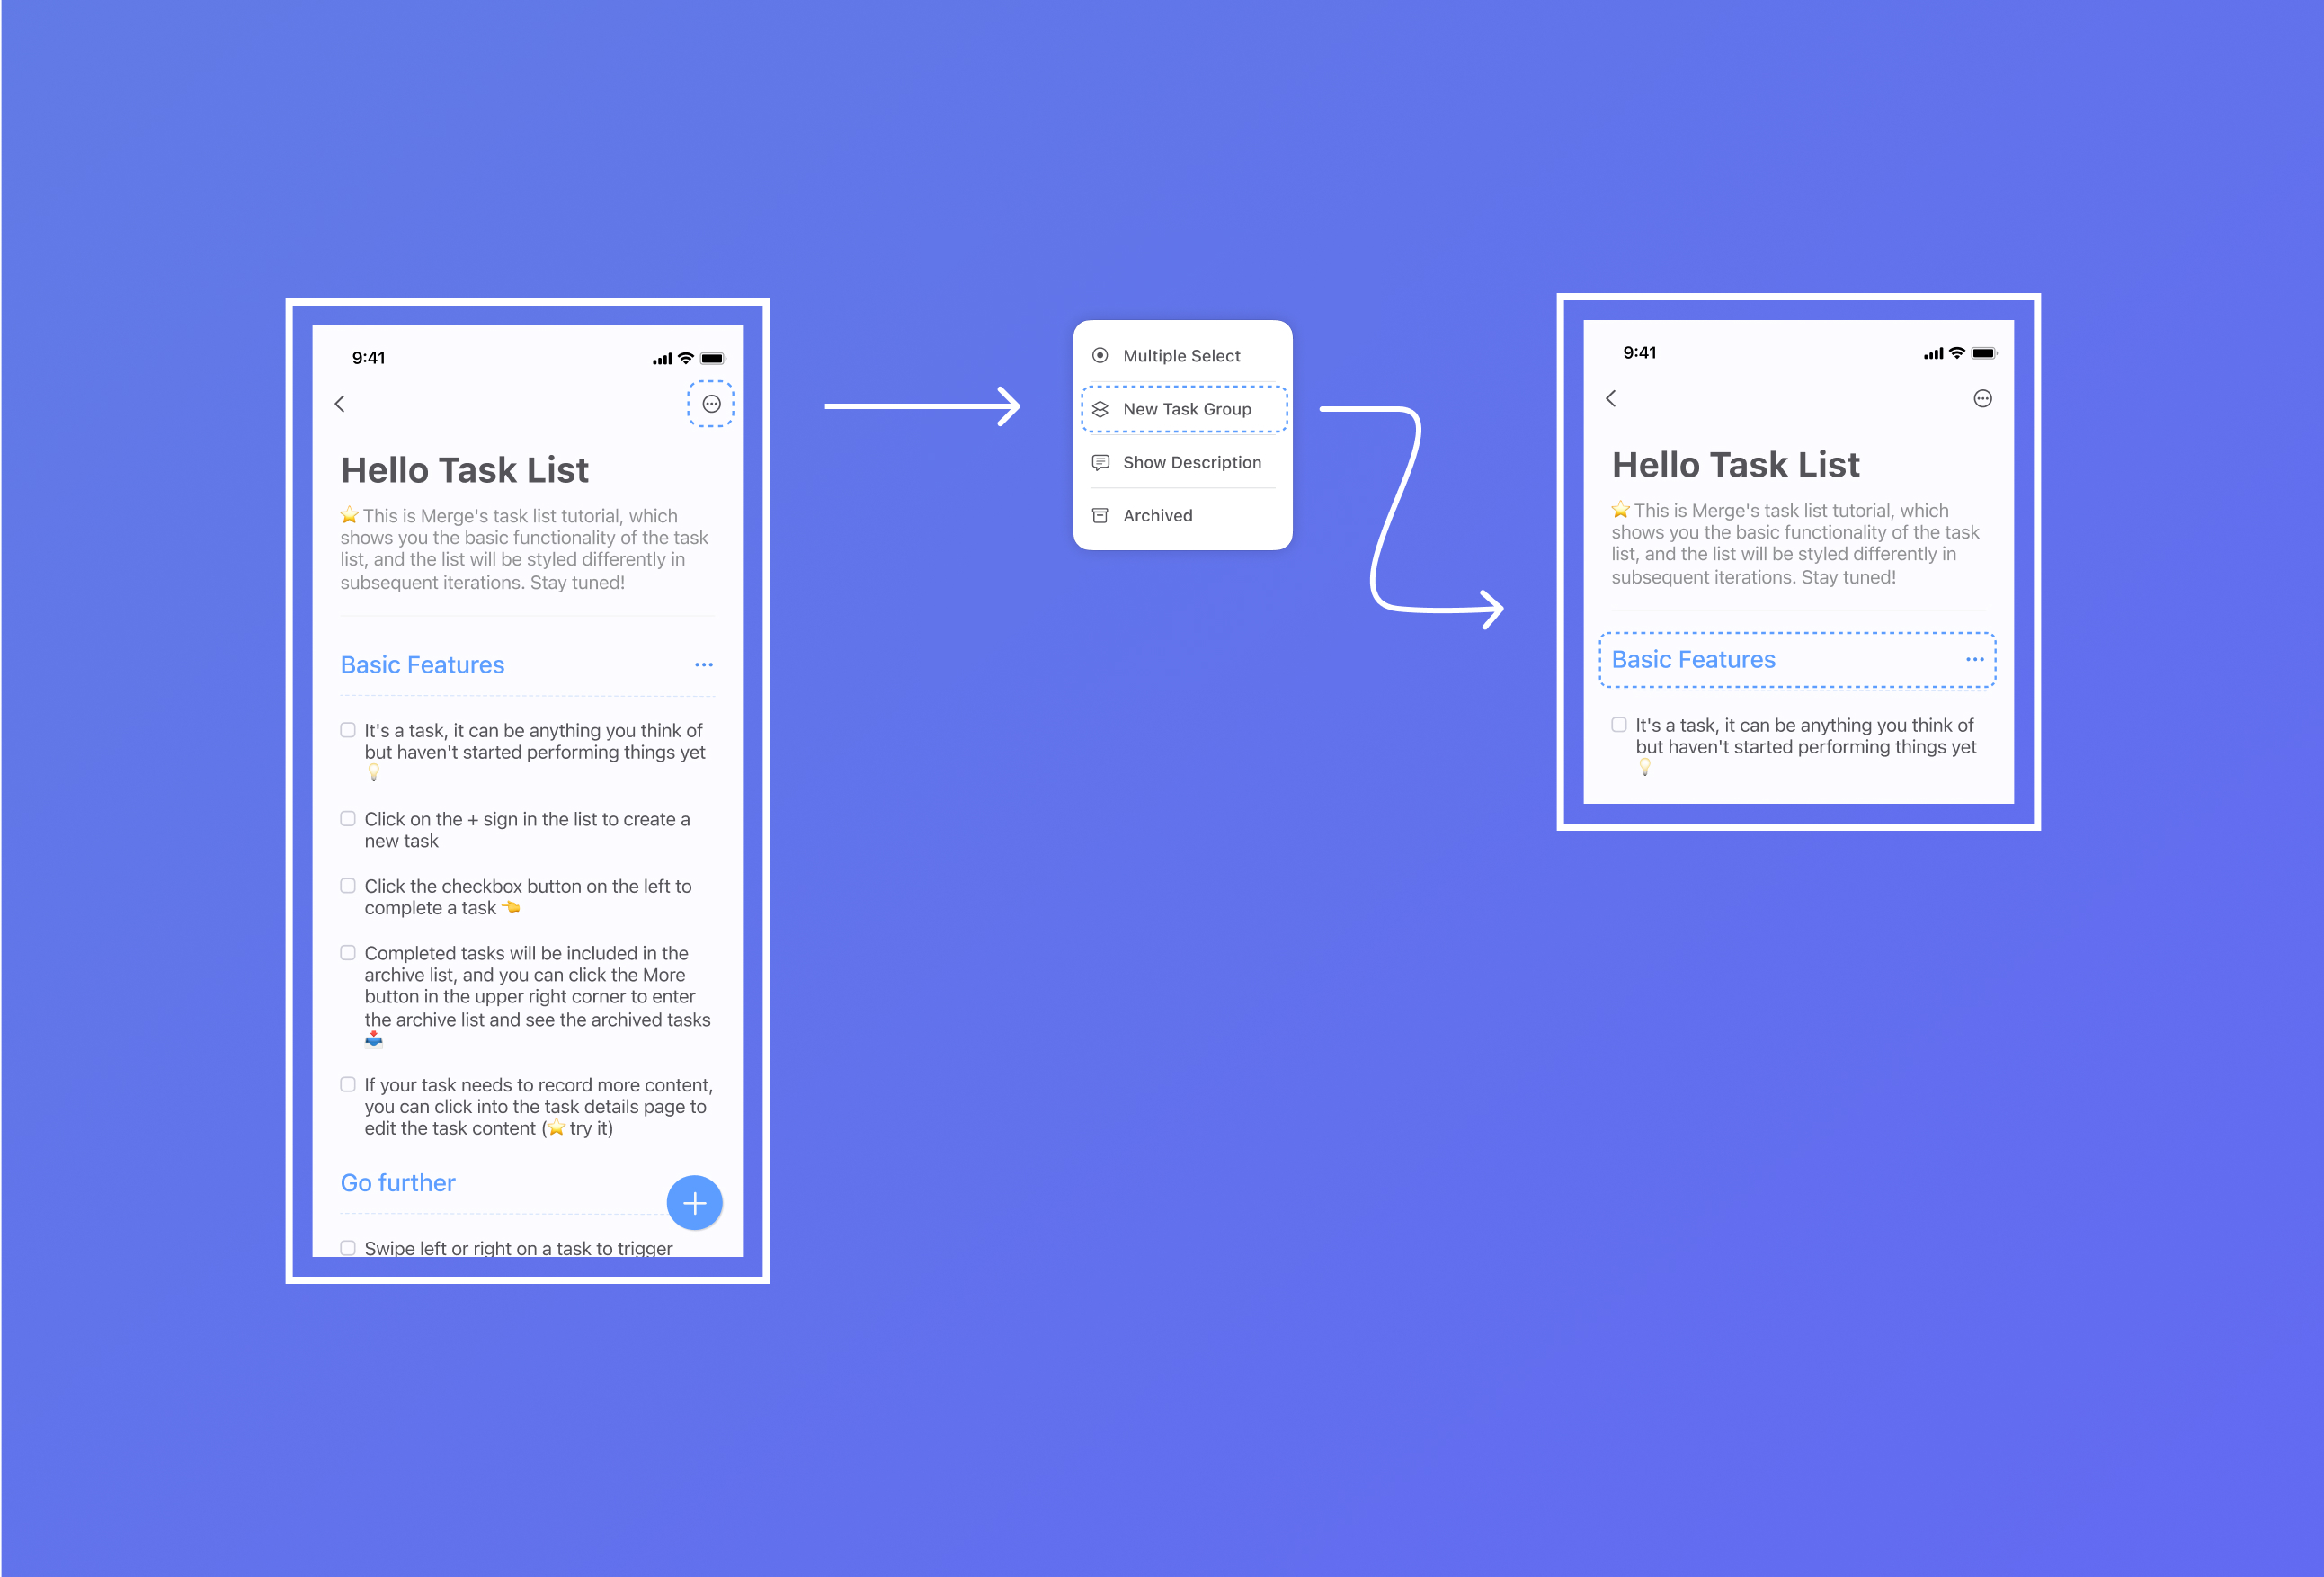 9:41
Hello Task List
⭐ This is Merge's task list tutorial, which
shows you the basic functionality of the task
list, and the list will be styled differently in
subsequent iterations. Stay tuned!
Basic Features
It's a task, it can be anything you think of
but haven't started performing things yet
💡
Click on the + sign in the list to create a
new task
Click the checkbox button on the left to
complete a task 👈
Completed tasks will be included in the
archive list, and you can click the More
button in the upper right corner to enter
the archive list and see the archived tasks
📥
If your task needs to record more content,
you can click into the task details page to
edit the task content (⭐ try it)
Go further
Swipe left or right on a task to trigger
Multiple Select
New Task Group
Show Description
Archived
9:41
Hello Task List
⭐ This is Merge's task list tutorial, which
shows you the basic functionality of the task
list, and the list will be styled differently in
subsequent iterations. Stay tuned!
Basic Features
It's a task, it can be anything you think of
but haven't started performing things yet
💡